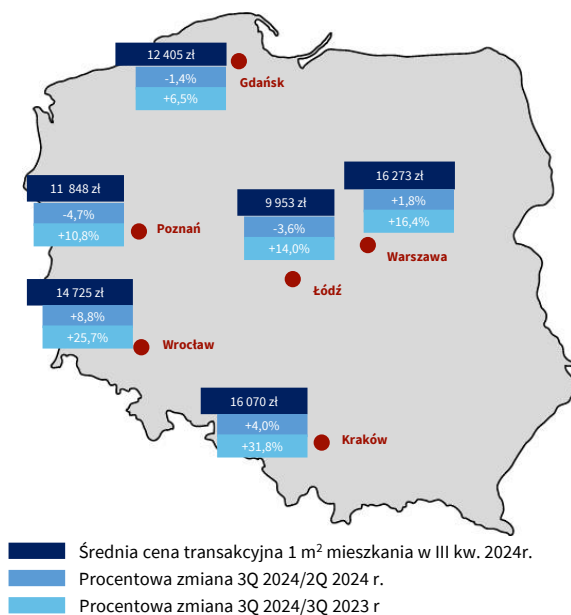 12 405 zł
-1,4%
+6,5%
Gdańsk
11 848 zł
-4,7%
+10,8%
Poznań
9 953 zł
-3,6%
+14,0%
Łódź
16 273 zł
+1,8%
+16,4%
Warszawa
14 725 zł
+8,8%
+25,7%
Wrocław
16 070 zł
+4,0%
+31,8%
Kraków
Średnia cena transakcyjna 1 m² mieszkania w III kw. 2024r.
Procentowa zmiana 3Q 2024/2Q 2024 r.
Procentowa zmiana 3Q 2024/3Q 2023 r